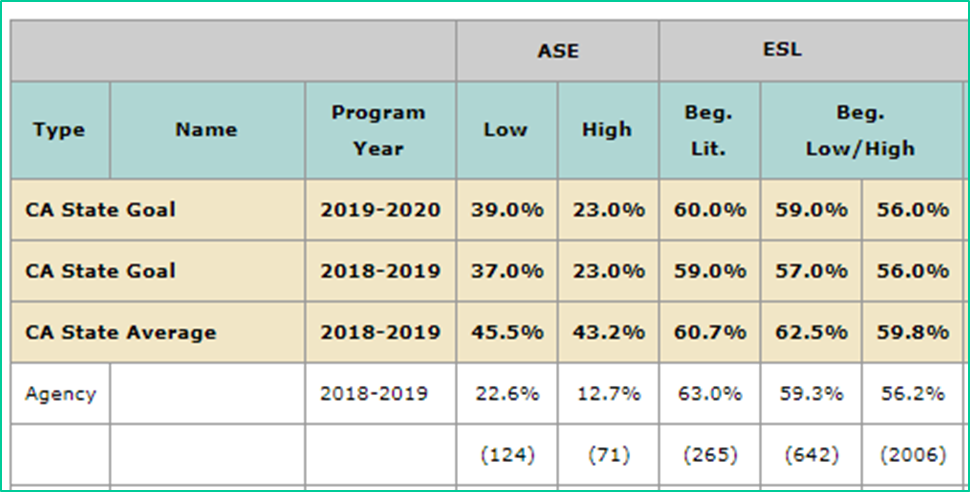 ASE ESL
Type Name Program Year Low High Beg. Lit. Beg. Low/High
CA State Goal 2019-2020 39.0% 23.0% 60.0% 59.0% 56.0%
CA State Goal 2018-2019 37.0% 23.0% 59.0% 57.0% 56.0%
CA State Average 2018-2019 45.5% 43.2% 60.7% 62.5% 59.8%
Agency 2018-2019 22.6% 12.7% 63.0% 59.3% 56.2%
(124) (71) (265) (642) (2006)